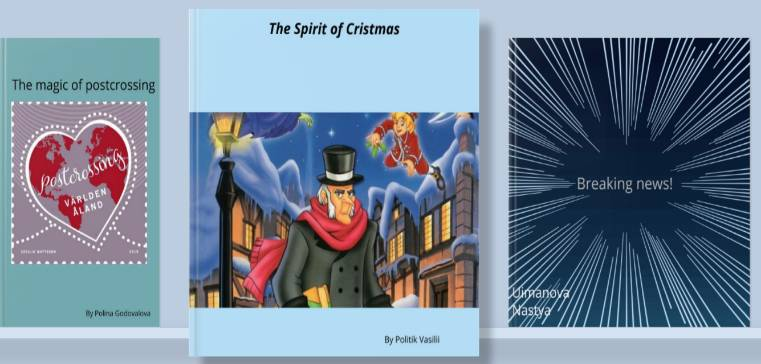 The magic of postcrossing
postcrossing
VÄRLDEN
ÅLAND
By Polina Godovalova
The Spirit of Cristmas
By Politik Vasilii
Breaking news!
Uimanova
Nastya